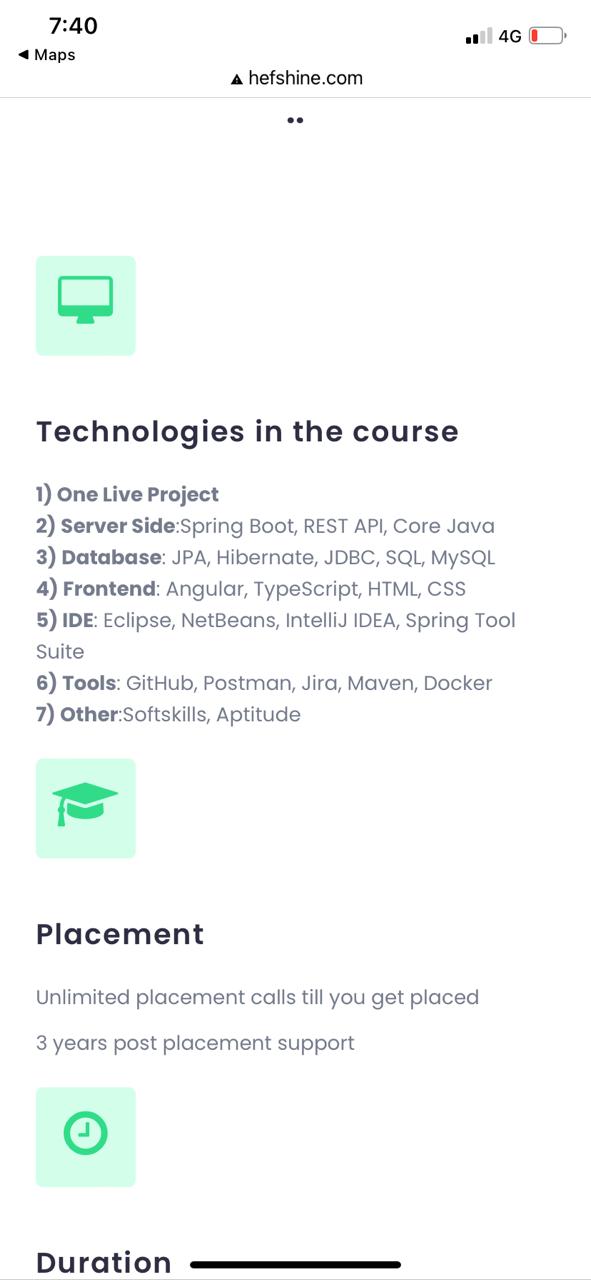 7:40
4G
◀ Maps
hefshine.com
Technologies in the course
1) One Live Project
2) Server Side:Spring Boot, REST API, Core Java
3) Database: JPA, Hibernate, JDBC, SQL, MySQL
4) Frontend: Angular, TypeScript, HTML, CSS
5) IDE: Eclipse, NetBeans, IntelliJ IDEA, Spring Tool
Suite
6) Tools: GitHub, Postman, Jira, Maven, Docker
7) Other:Softskills, Aptitude
Placement
Unlimited placement calls till you get placed
3 years post placement support
Duration